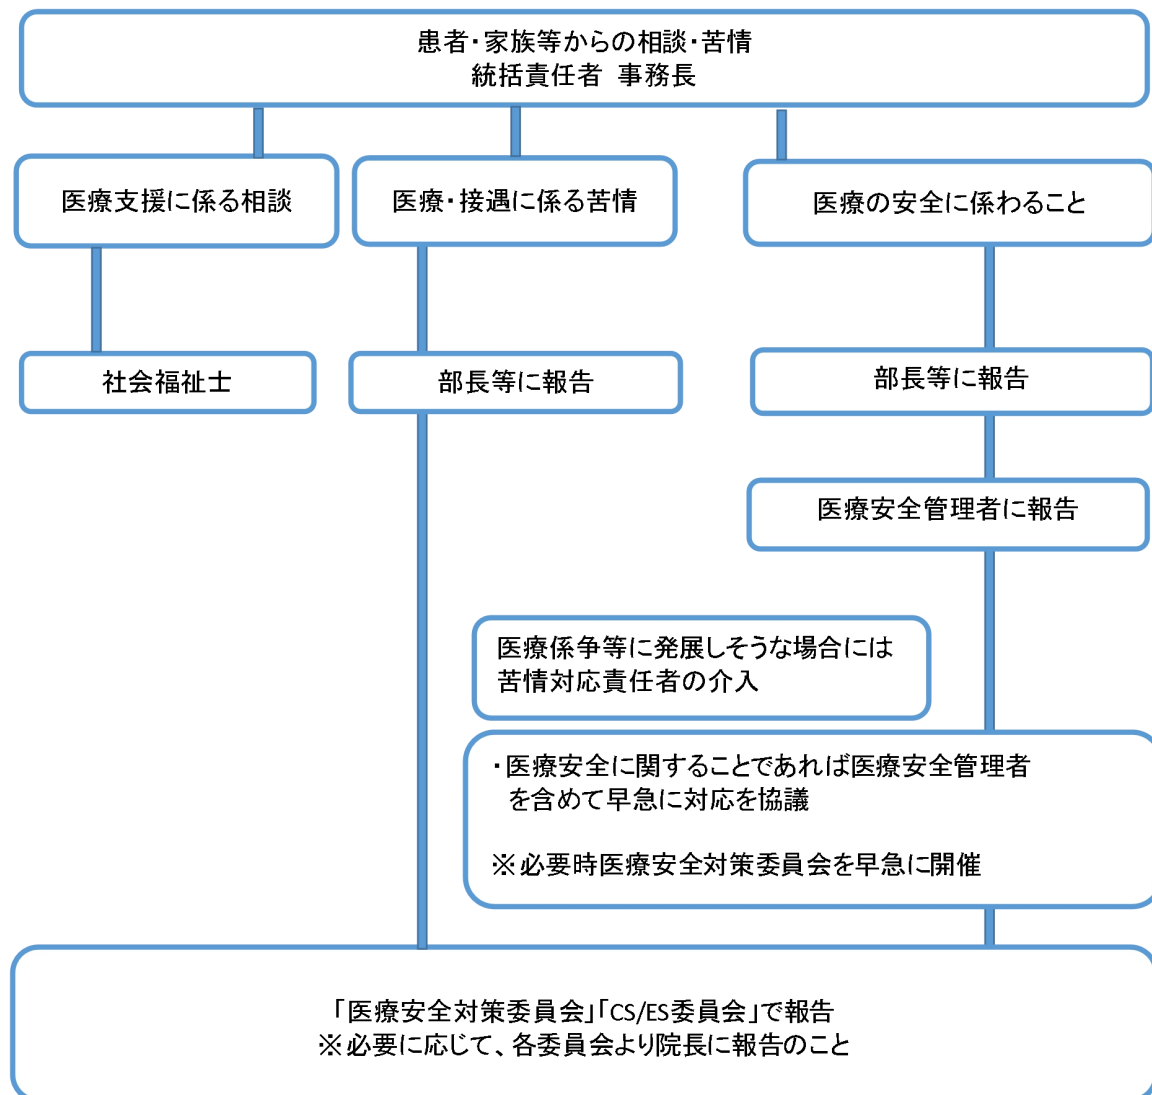 患者・家族等からの相談・苦情
統括責任者 事務長
医療支援に係る相談
医療・接遇に係る苦情
医療の安全に係わること
社会福祉士
部長等に報告
部長等に報告
医療安全管理者に報告
医療係争等に発展しそうな場合には
苦情対応責任者の介入
・医療安全に関することであれば医療安全管理者
を含めて早急に対応を協議
※必要時医療安全対策委員会を早急に開催
「医療安全対策委員会」「CS/ES委員会」で報告
※必要に応じて、各委員会より院長に報告のこと